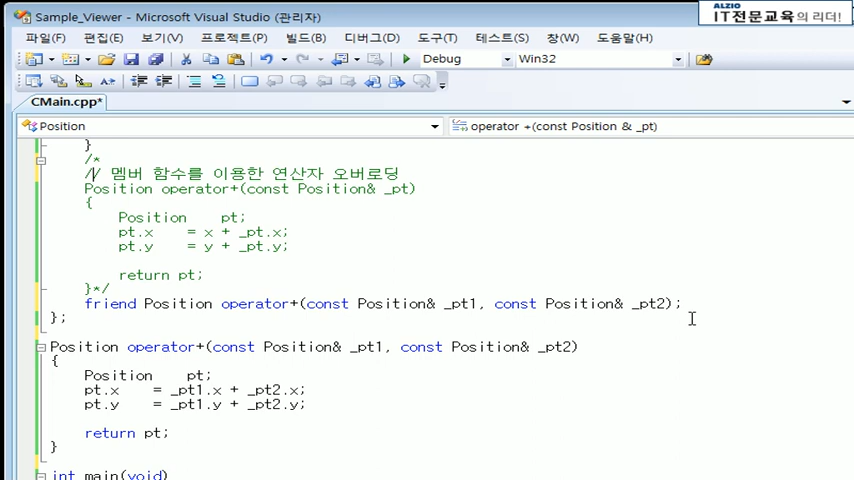 Sample_Viewer - Microsoft Visual Studio (관리자)
ALZIO
IT전문교육의 리더!
파일(F) 편집(E) 보기(V) 프로젝트(P) 빌드(B) 디버그(D) 도구(T) 테스트(S) 창(W) 도움말(H)
Debug Win32
CMain.cpp*
Position operator +(const Position & _pt)
}
/*
// 멤버 함수를 이용한 연산자 오버로딩
Position operator+(const Position& _pt)
{
Position pt;
pt.x = x + _pt.x;
pt.y = y + _pt.y;
return pt;
}*/
friend Position operator+(const Position& _pt1, const Position& _pt2);
};
Position operator+(const Position& _pt1, const Position& _pt2)
{
Position pt;
pt.x = _pt1.x + _pt2.x;
pt.y = _pt1.y + _pt2.y;
return pt;
}
int main(void)